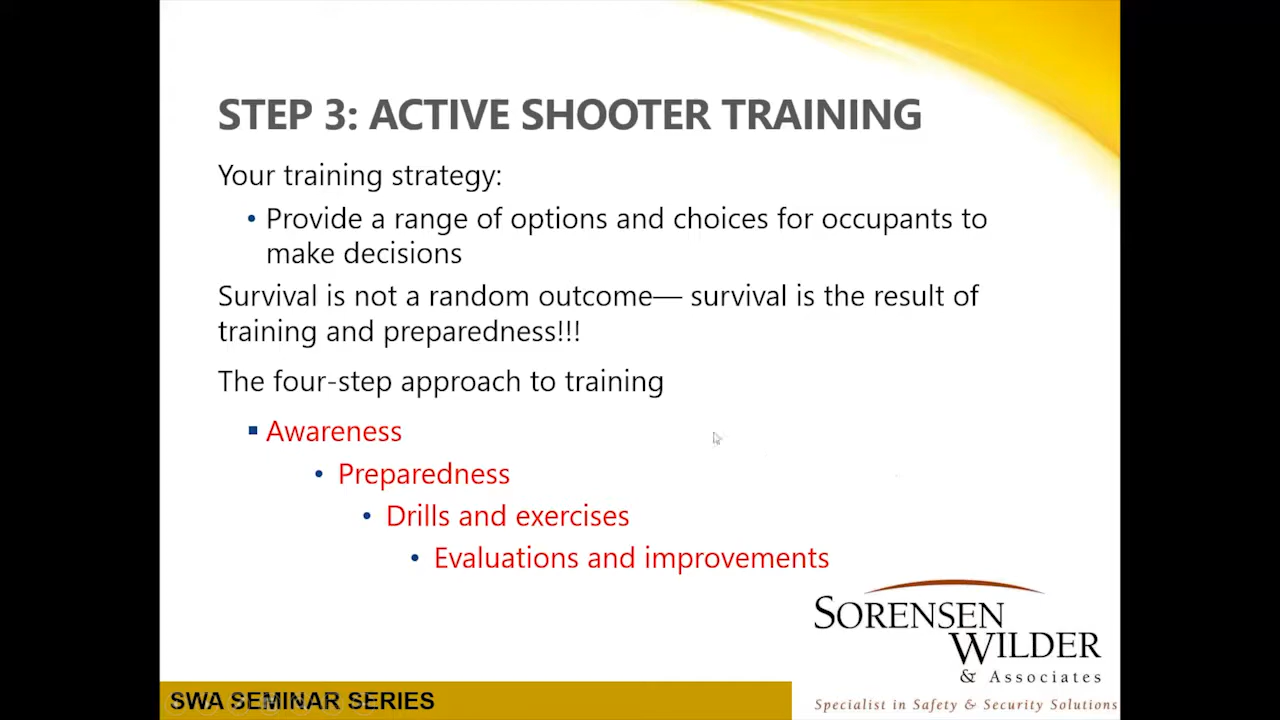 STEP 3: ACTIVE SHOOTER TRAINING
Your training strategy:
• Provide a range of options and choices for occupants to
make decisions
Survival is not a random outcome— survival is the result of
training and preparedness!!!
The four-step approach to training
▪ Awareness
• Preparedness
• Drills and exercises
• Evaluations and improvements
SORENSEN
WILDER
& Associates
Specialist in Safety & Security Solutions
SWA SEMINAR SERIES